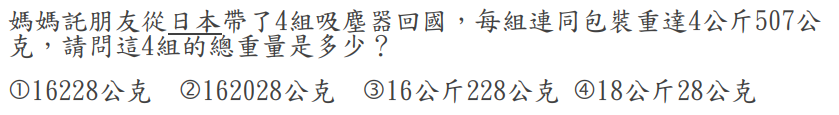 媽媽託朋友從日本帶了4組吸塵器回國，每組連同包裝重達4公斤507公
克，請問這4組的總重量是多少？
①16228公克 ②162028公克 ③16公斤228公克 ④18公斤28公克